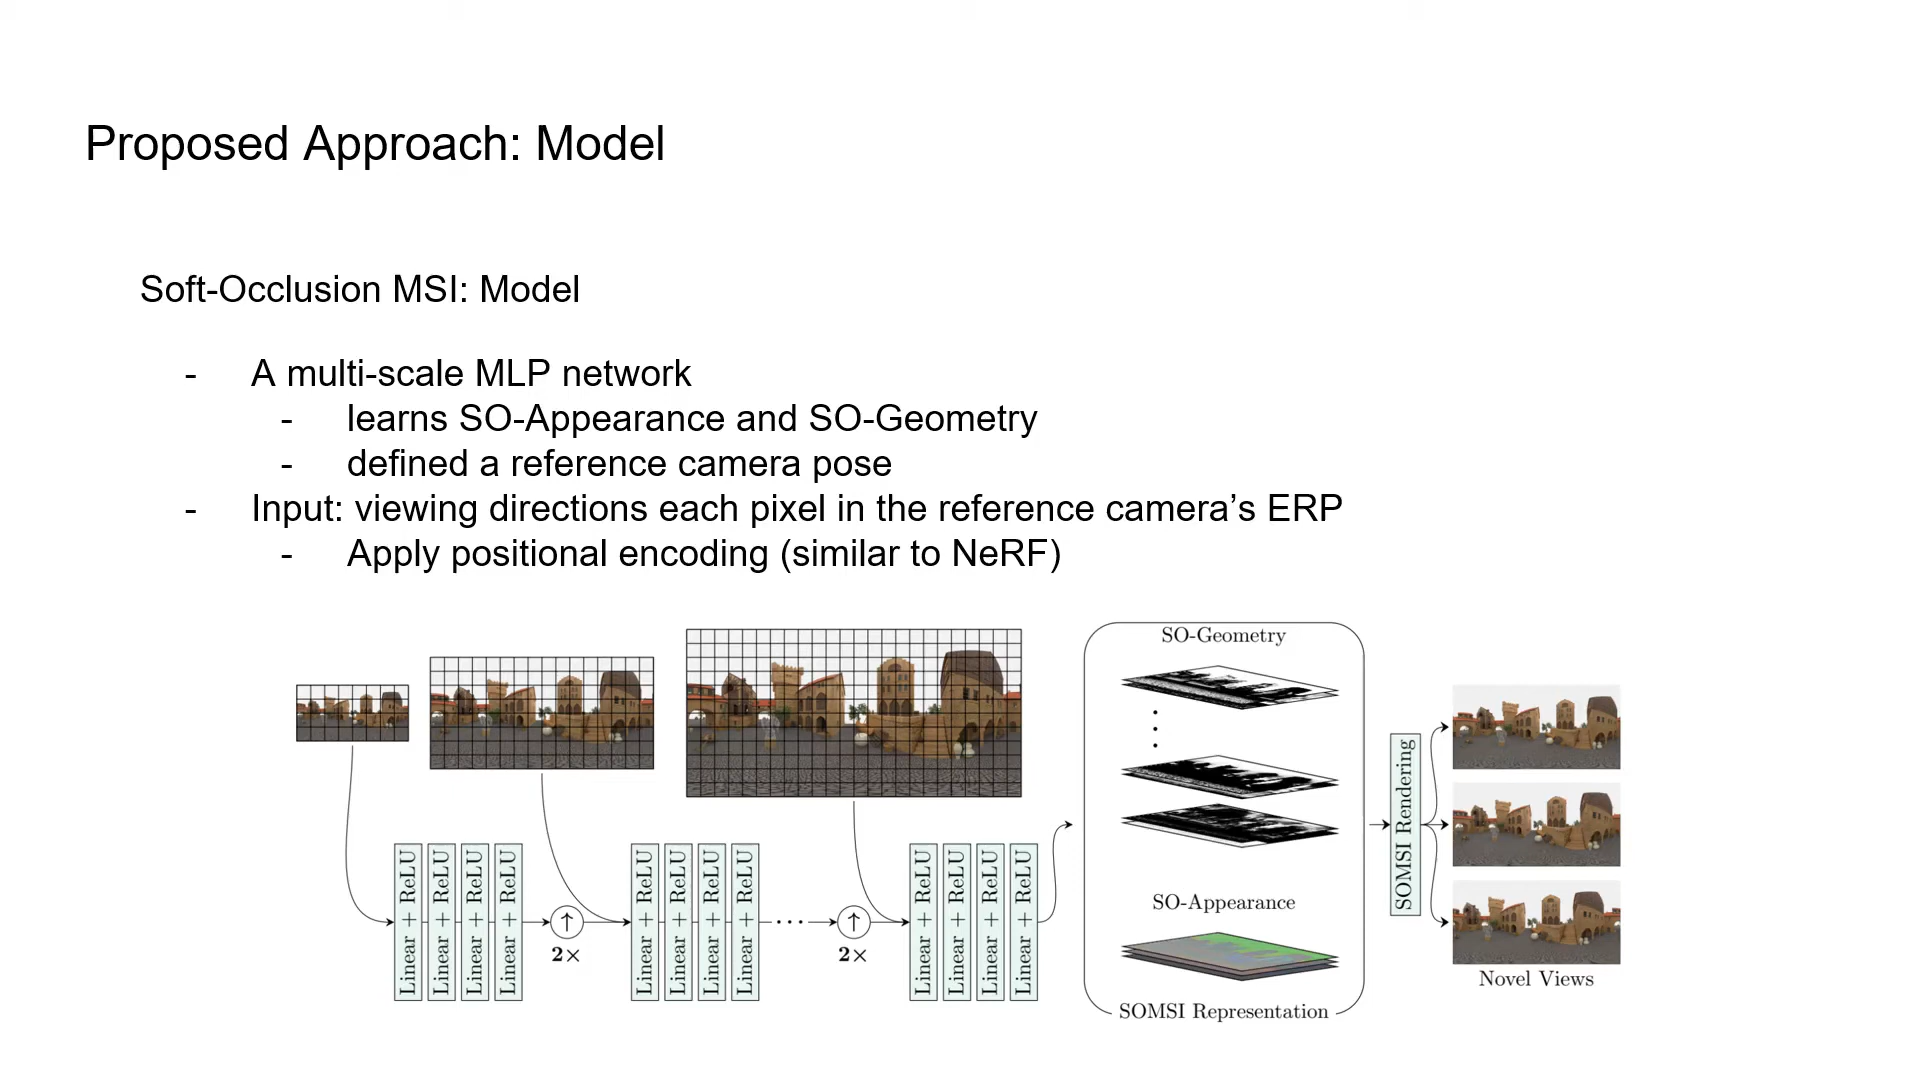 Proposed Approach: Model
Soft-Occlusion MSI: Model
- A multi-scale MLP network
- learns SO-Appearance and SO-Geometry
- defined a reference camera pose
- Input: viewing directions each pixel in the reference camera’s ERP
- Apply positional encoding (similar to NeRF)
Linear + ReLU
Linear + ReLU
Linear + ReLU
Linear + ReLU
↑
2×
Linear + ReLU
Linear + ReLU
Linear + ReLU
Linear + ReLU
...
↑
2×
Linear + ReLU
Linear + ReLU
Linear + ReLU
Linear + ReLU
SO-Geometry
SO-Appearance
SOMSI Representation
SOMSI Rendering
Novel Views